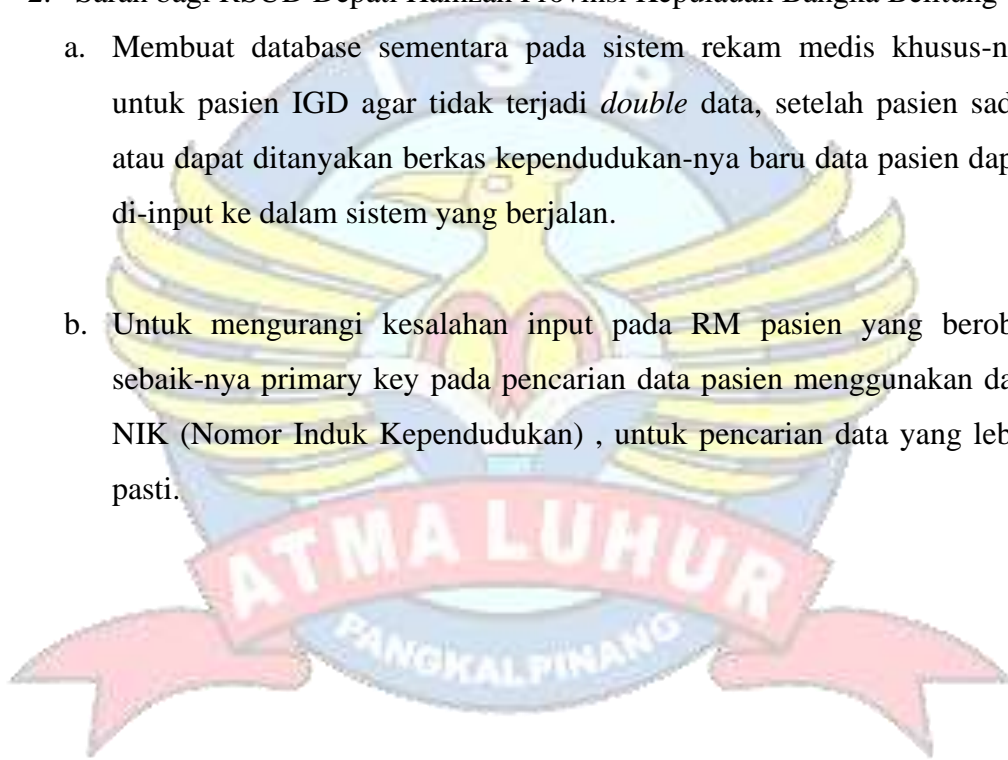 2. Saran bagi RSUD Depati Hamzah Provinsi Kepulauan Bangka Belitung
a. Membuat database sementara pada sistem rekam medis khusus-n
untuk pasien IGD agar tidak terjadi double data, setelah pasien sad
atau dapat ditanyakan berkas kependudukan-nya baru data pasien dap
di-input ke dalam sistem yang berjalan.
b. Untuk mengurangi kesalahan input pada RM pasien yang berob
sebaik-nya primary key pada pencarian data pasien menggunakan da
NIK (Nomor Induk Kependudukan) , untuk pencarian data yang leb
pasti.
I S B
ATMA LUHUR
PANGKALPINANG